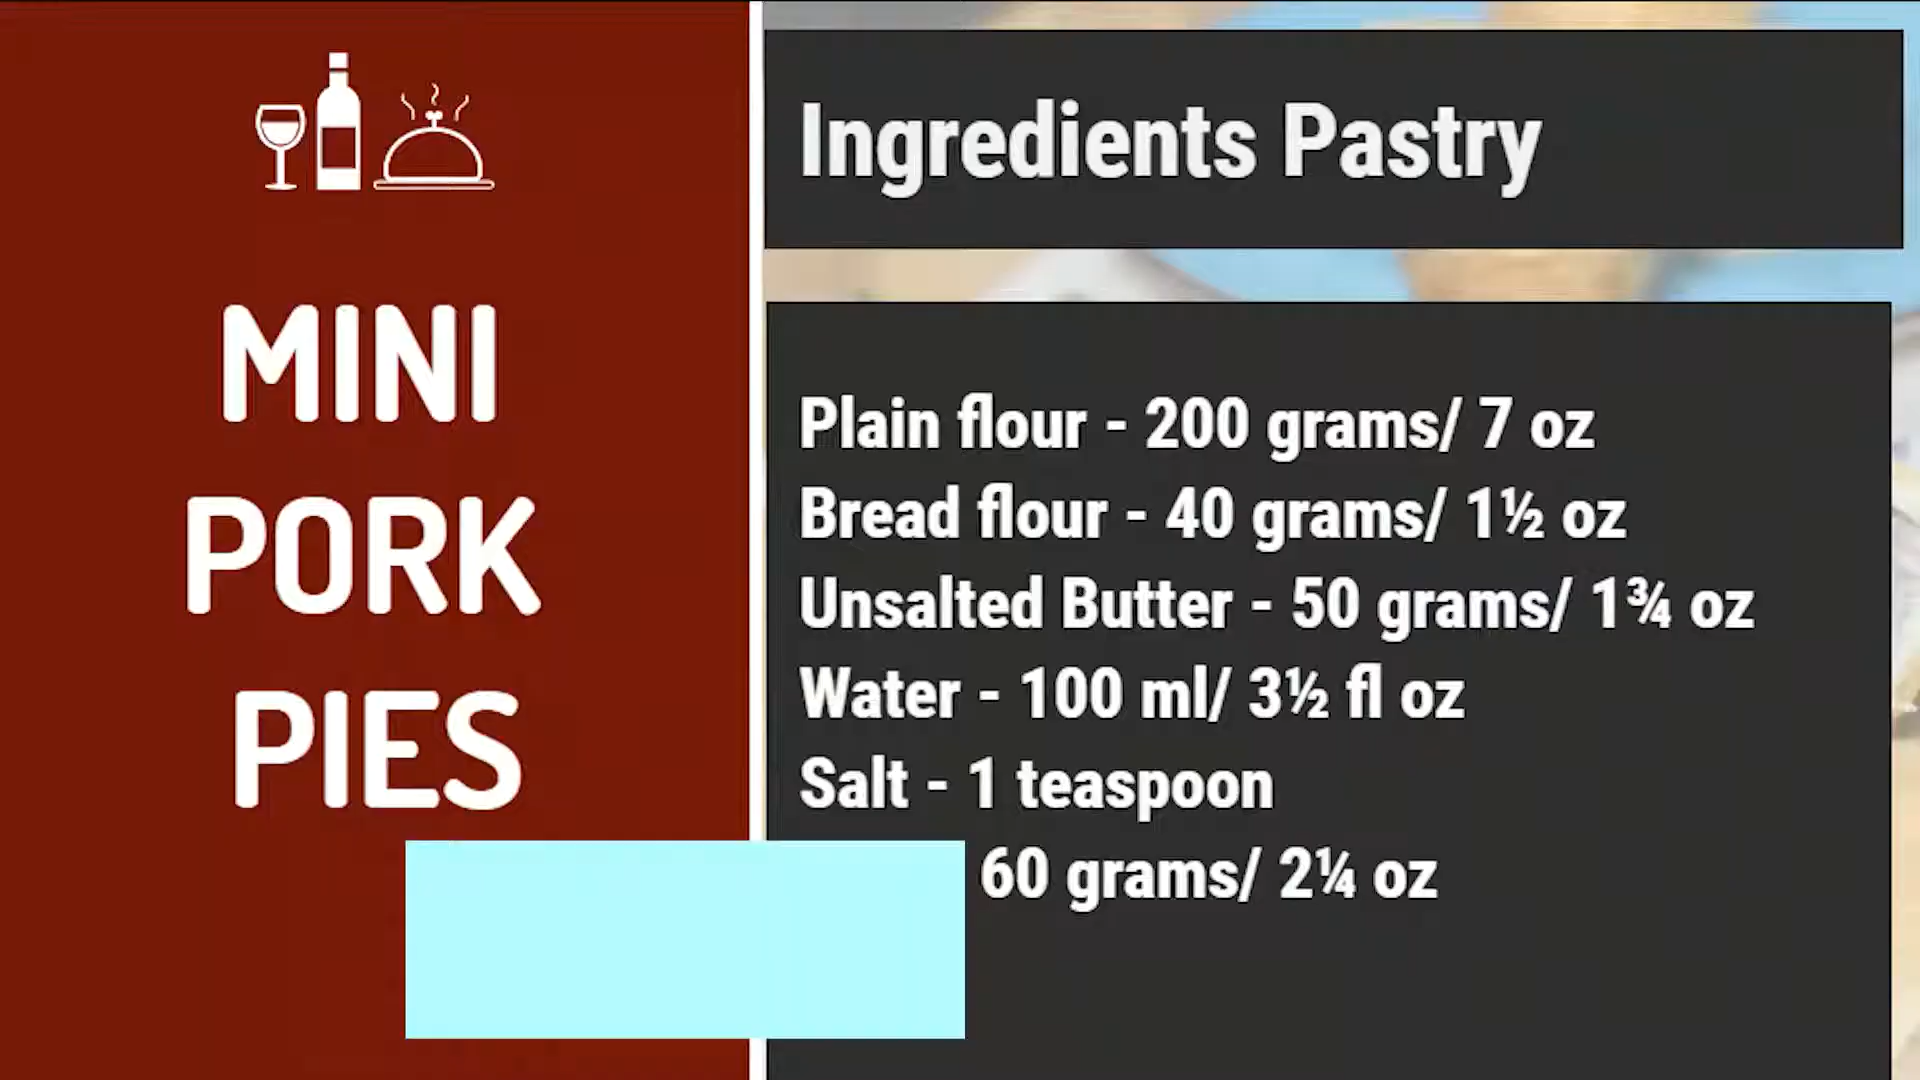 MINI
PORK
PIES
Ingredients Pastry
Plain flour - 200 grams/ 7 oz
Bread flour - 40 grams/ 1½ oz
Unsalted Butter - 50 grams/ 1¾ oz
Water - 100 ml/ 3½ fl oz
Salt - 1 teaspoon
60 grams/ 2¼ oz